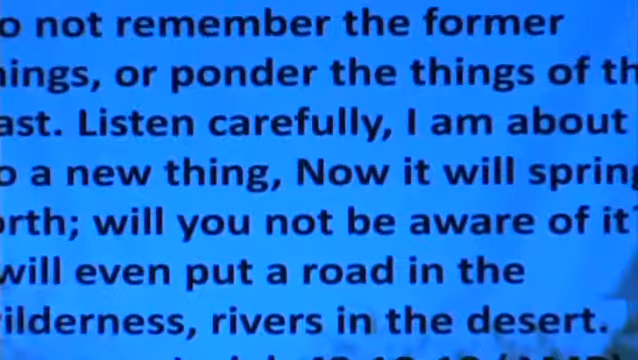 o not remember the former
ings, or ponder the things of th
ast. Listen carefully, I am about
o a new thing, Now it will spring
orth; will you not be aware of it
will even put a road in the
ilderness, rivers in the desert.